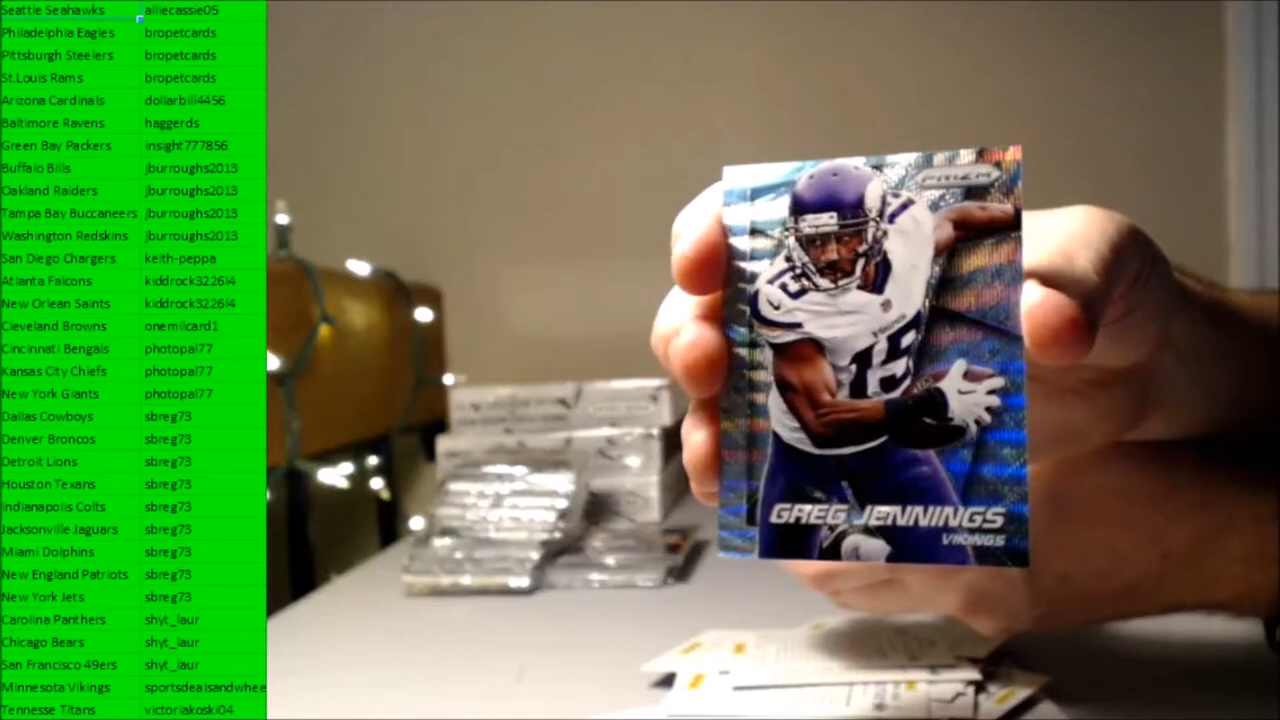 Seattle Seahawks alliecassie05
Philadelphia Eagles bropetcards
Pittsburgh Steelers bropetcards
St.Louis Rams bropetcards
Arizona Cardinals dollarbill4456
Baltimore Ravens haggerds
Green Bay Packers insight777856
Buffalo Bills jburroughs2013
Oakland Raiders jburroughs2013
Tampa Bay Buccaneers jburroughs2013
Washington Redskins jburroughs2013
San Diego Chargers keith-peppa
Atlanta Falcons kiddrock322614
New Orlean Saints kiddrock322614
Cleveland Browns onemilcard1
Cincinnati Bengals photopal77
Kansas City Chiefs photopal77
New York Giants photopal77
Dallas Cowboys sbreg73
Denver Broncos sbreg73
Detroit Lions sbreg73
Houston Texans sbreg73
Indianapolis Colts sbreg73
Jacksonville Jaguars sbreg73
Miami Dolphins sbreg73
New England Patriots sbreg73
New York Jets sbreg73
Carolina Panthers shyt_laur
Chicago Bears shyt_laur
San Francisco 49ers shyt_laur
Minnesota Vikings sportsdealsandwhee
Tennesse Titans victoriakoski04
PRIZM
15
15
GREG JENNINGS
VIKINGS